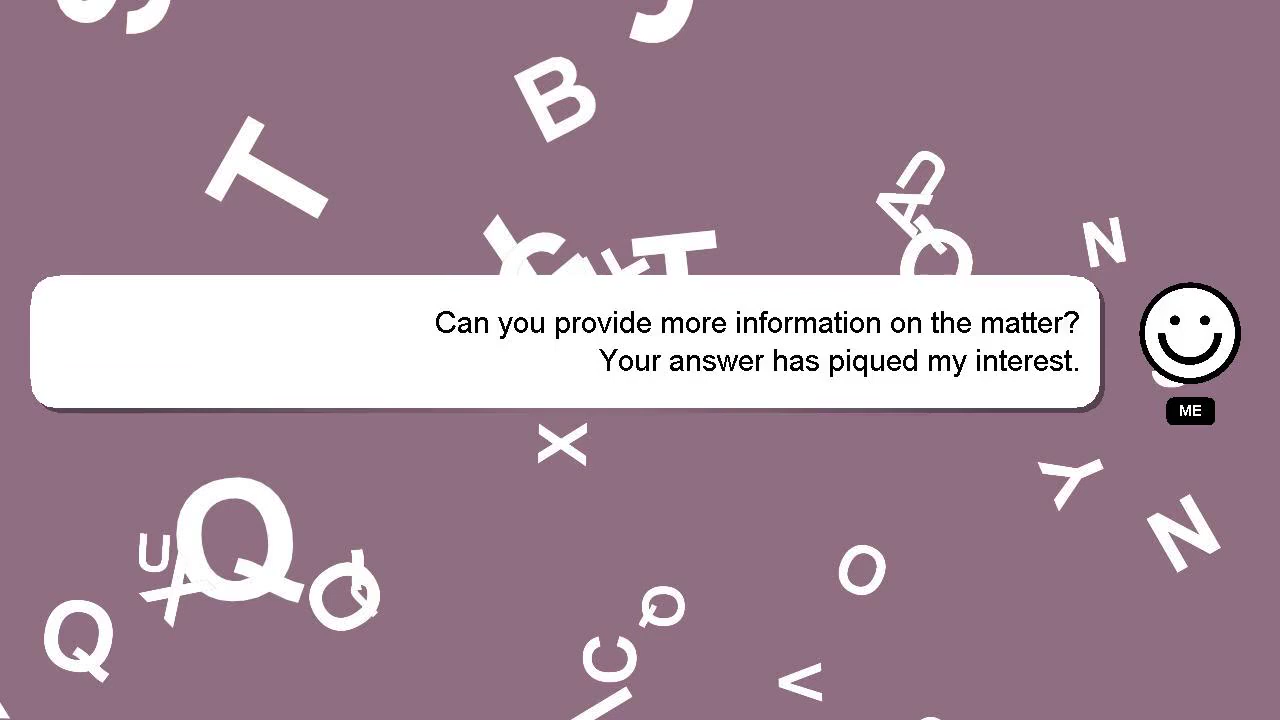 Can you provide more information on the matter?
Your answer has piqued my interest.
ME
B
T
U
A
Q
N
T
X
Y
N
Q
U
X
Q
O
Q
Q
C
V